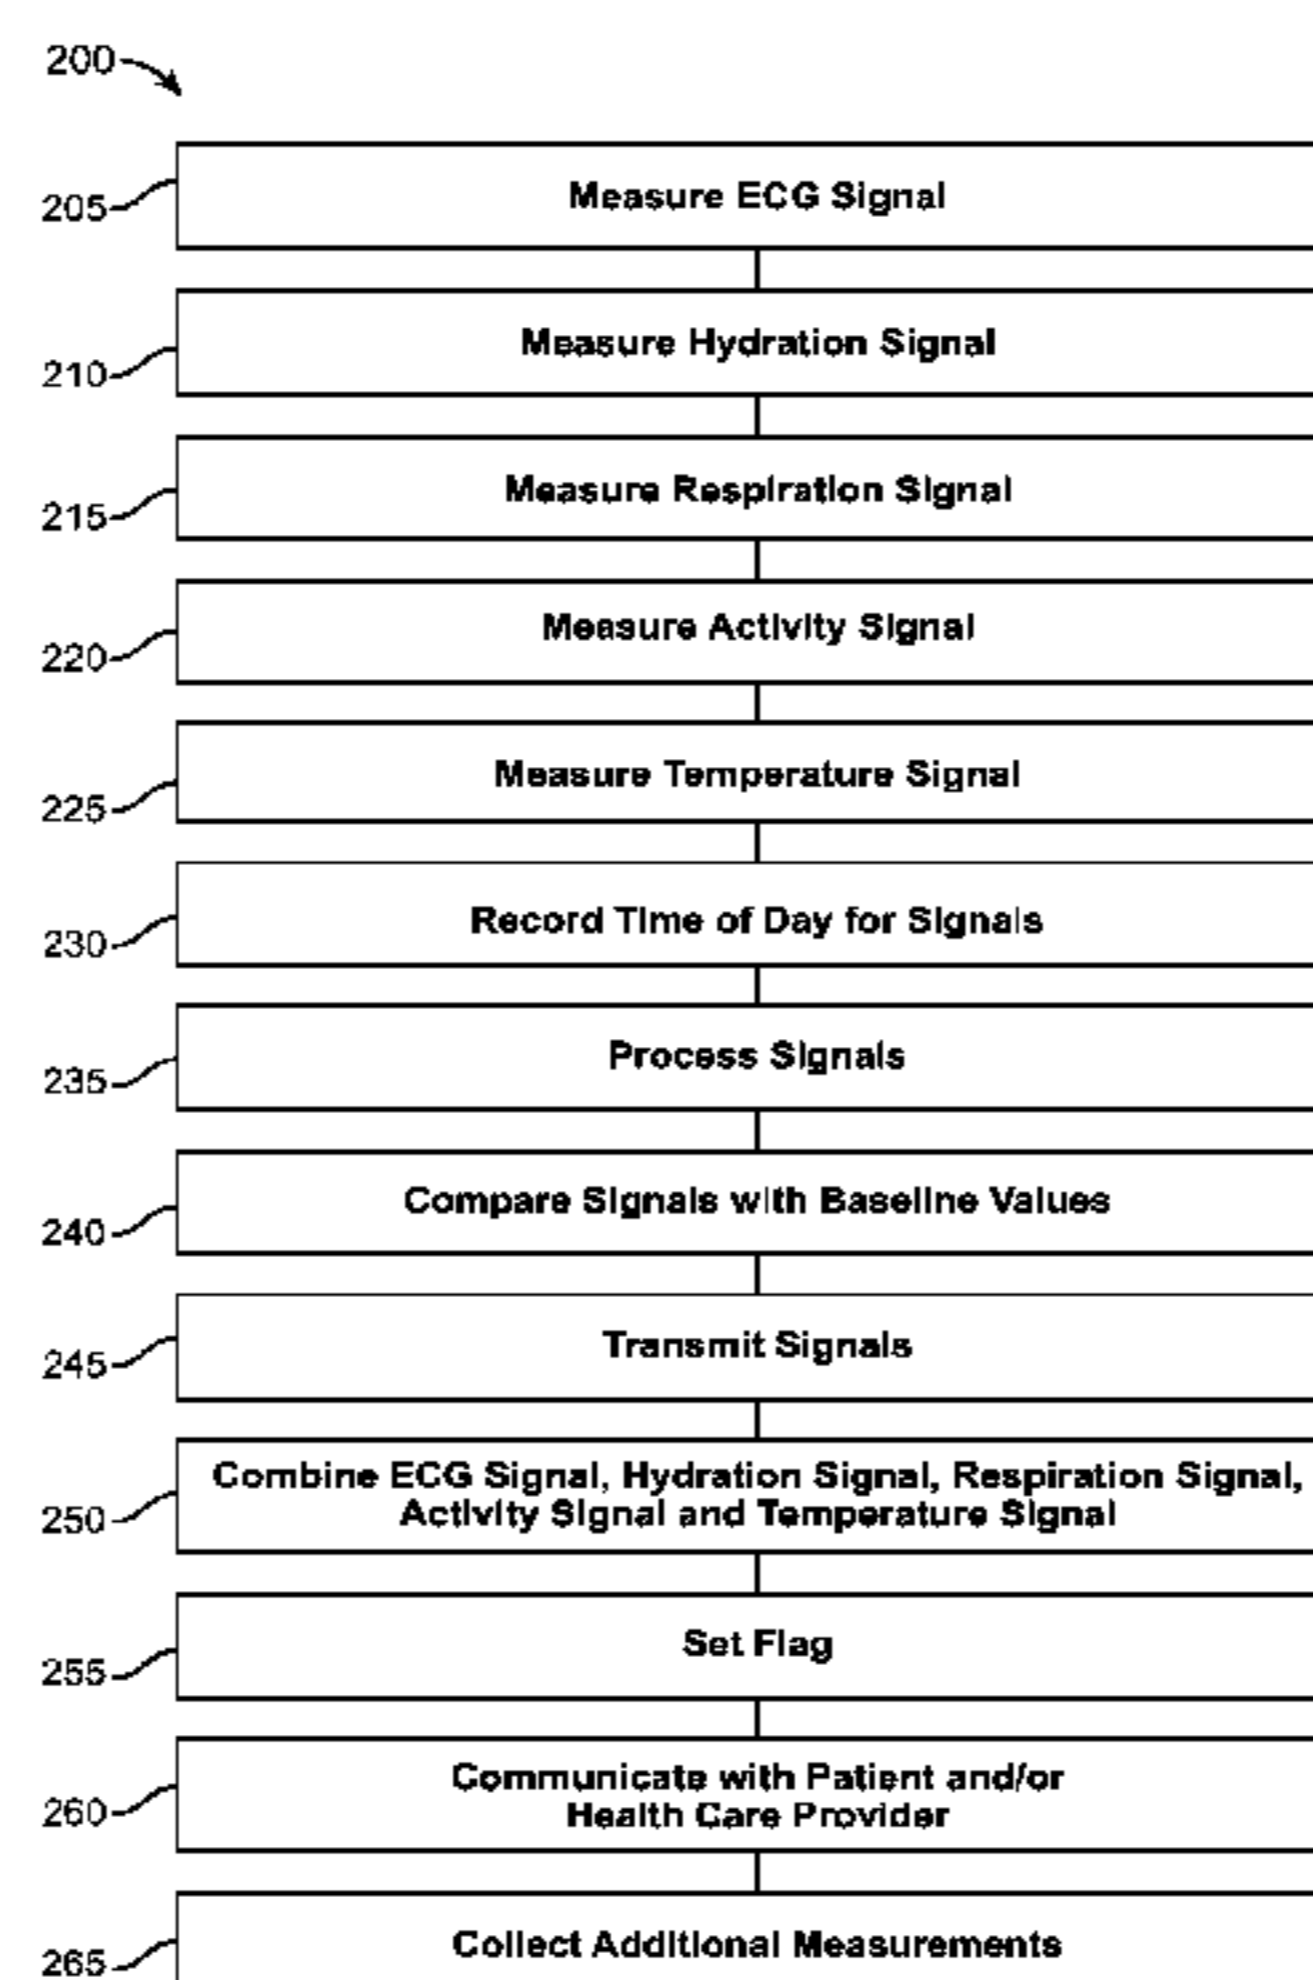 200
205 Measure ECG Signal
210 Measure Hydration Signal
215 Measure Respiration Signal
220 Measure Activity Signal
225 Measure Temperature Signal
230 Record Time of Day for Signals
235 Process Signals
240 Compare Signals with Baseline Values
245 Transmit Signals
250 Combine ECG Signal, Hydration Signal, Respiration Signal,
Activity Signal and Temperature Signal
255 Set Flag
260 Communicate with Patient and/or
Health Care Provider
265 Collect Additional Measurements